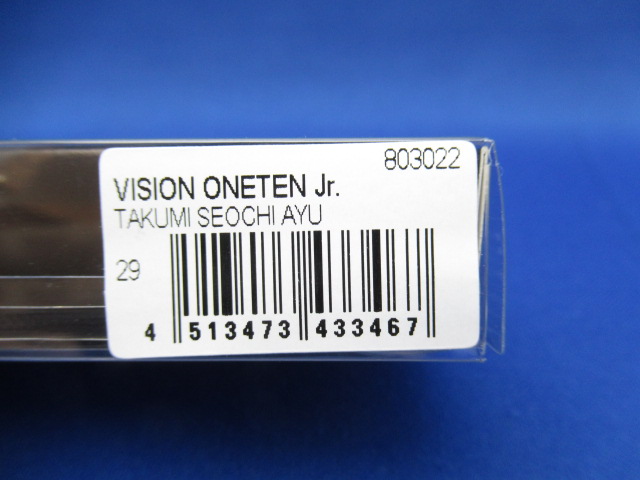 803022
VISION ONETEN Jr.
TAKUMI SEOCHI AYU
29
4 513473 433467